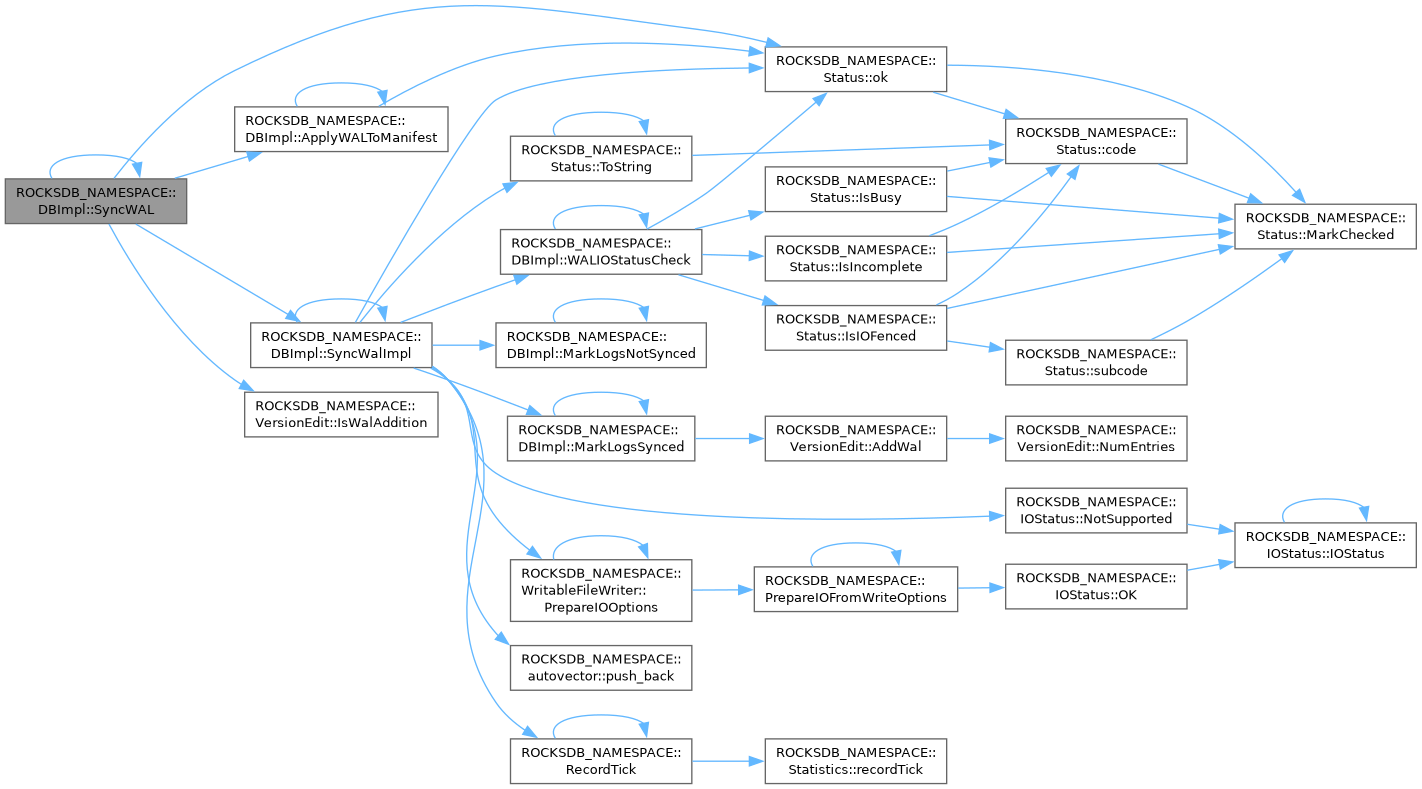 ROCKSDB_NAMESPACE::
DBImpl::SyncWAL
ROCKSDB_NAMESPACE::
DBImpl::ApplyWALToManifest
ROCKSDB_NAMESPACE::
DBImpl::SyncWalImpl
ROCKSDB_NAMESPACE::
VersionEdit::IsWalAddition
ROCKSDB_NAMESPACE::
Status::ToString
ROCKSDB_NAMESPACE::
DBImpl::WALIOStatusCheck
ROCKSDB_NAMESPACE::
DBImpl::MarkLogsNotSynced
ROCKSDB_NAMESPACE::
DBImpl::MarkLogsSynced
ROCKSDB_NAMESPACE::
WritableFileWriter::
PrepareIOOptions
ROCKSDB_NAMESPACE::
autovector::push_back
ROCKSDB_NAMESPACE::
RecordTick
ROCKSDB_NAMESPACE::
Status::ok
ROCKSDB_NAMESPACE::
Status::IsBusy
ROCKSDB_NAMESPACE::
Status::IsIncomplete
ROCKSDB_NAMESPACE::
Status::IsIOFenced
ROCKSDB_NAMESPACE::
VersionEdit::AddWal
ROCKSDB_NAMESPACE::
PrepareIOFromWriteOptions
ROCKSDB_NAMESPACE::
Statistics::recordTick
ROCKSDB_NAMESPACE::
Status::code
ROCKSDB_NAMESPACE::
Status::subcode
ROCKSDB_NAMESPACE::
VersionEdit::NumEntries
ROCKSDB_NAMESPACE::
IOStatus::NotSupported
ROCKSDB_NAMESPACE::
IOStatus::OK
ROCKSDB_NAMESPACE::
Status::MarkChecked
ROCKSDB_NAMESPACE::
IOStatus::IOStatus